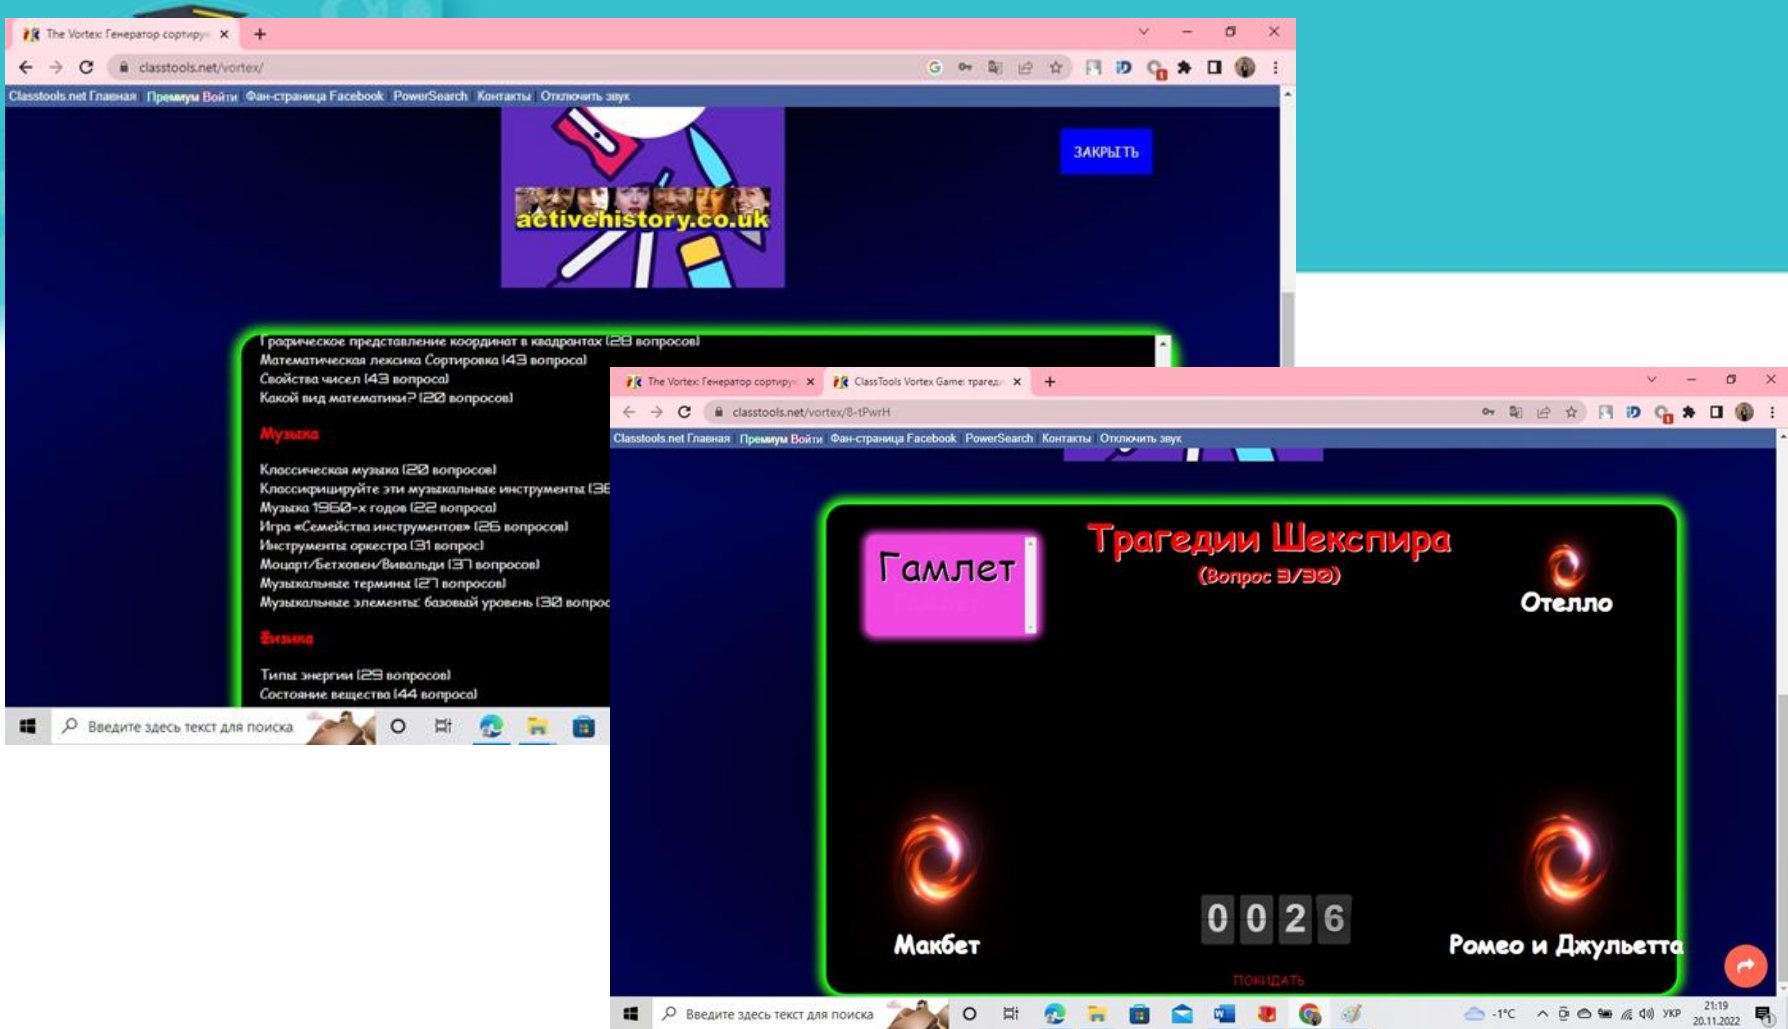 The Vortex: Генератор сортиру
classtools.net/vortex/
Classtools.net Главная | Премиум Войти | Фан-страница Facebook | PowerSearch | Контакты | Отключить звук
ЗАКРЫТЬ
activehistory.co.uk
Графическое представление координат в квадрантах (28 вопросов)
Математическая лексика Сортировка (43 вопроса)
Свойства чисел (43 вопроса)
Какой вид математики? (20 вопросов)
Музыка
Классическая музыка (20 вопросов)
Классифицируйте эти музыкальные инструменты (3
Музыка 1960-х годов (22 вопроса)
Игра «Семейства инструментов» (26 вопросов)
Инструменты оркестра (31 вопрос)
Моцарт/Бетховен/Вивальди (37 вопросов)
Музыкальные термины (27 вопросов)
Музыкальные элементы: базовый уровень (30 вопрос
Физика
Типы энергии (29 вопросов)
Состояние вещества (44 вопроса)
Введите здесь текст для поиска
The Vortex: Генератор сортиру
ClassTools Vortex Game: трагеди
classtools.net/vortex/8-tPwrH
Classtools.net Главная | Премиум Войти | Фан-страница Facebook | PowerSearch | Контакты | Отключить звук
Гамлет
Трагедии Шекспира
(Вопрос 3/30)
Отелло
Макбет
0026
Ромео и Джульетта
ПОКИДАТЬ
Введите здесь текст для поиска
-1°C
УКР
21:19
20.11.2022